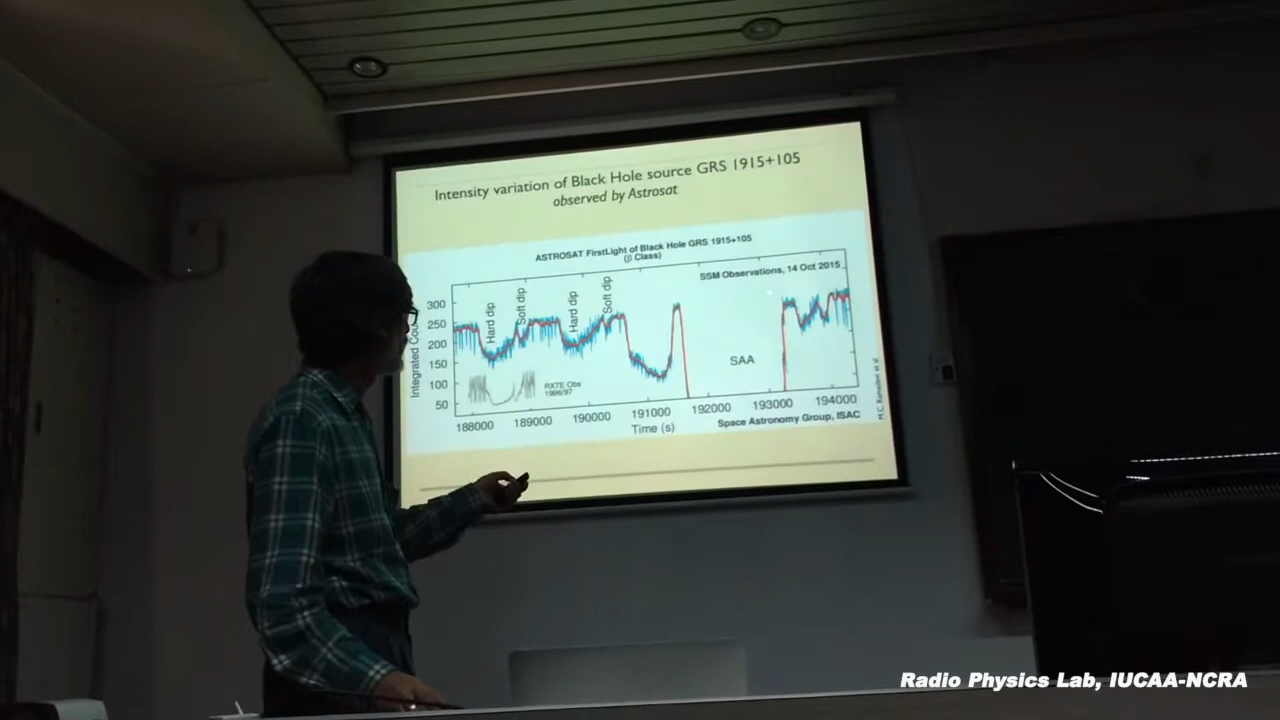 Intensity variation of Black Hole source GRS 1915+105
observed by Astrosat
ASTROSAT FirstLight of Black Hole GRS 1915+105
(β Class)
SSM Observations, 14 Oct 2015
Hard dip
Soft dip
Hard dip
Soft dip
Integrated
300
250
200
150
100
50
RXTE Obs
1996/97
SAA
188000 189000 190000 191000 192000 193000 194000
Time (s)
Space Astronomy Group, ISAC
Radio Physics Lab, IUCAA-NCRA